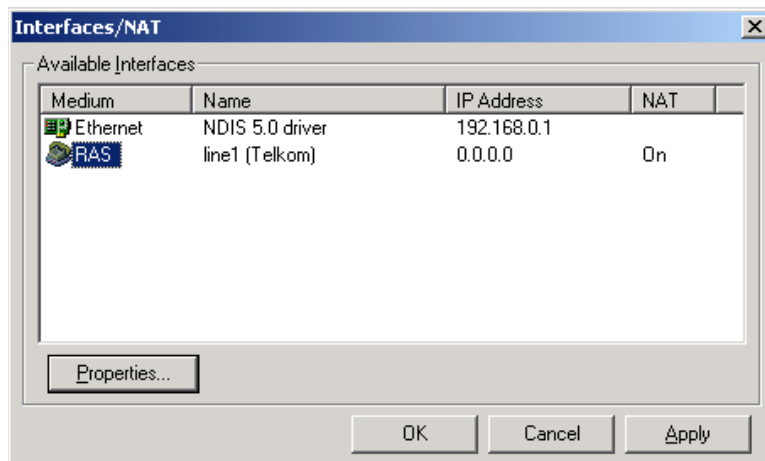 Interfaces/NAT
Available Interfaces
Medium Name IP Address NAT
Ethernet NDIS 5.0 driver 192.168.0.1
RAS line1 (Telkom) 0.0.0.0 On
Properties...
OK Cancel Apply